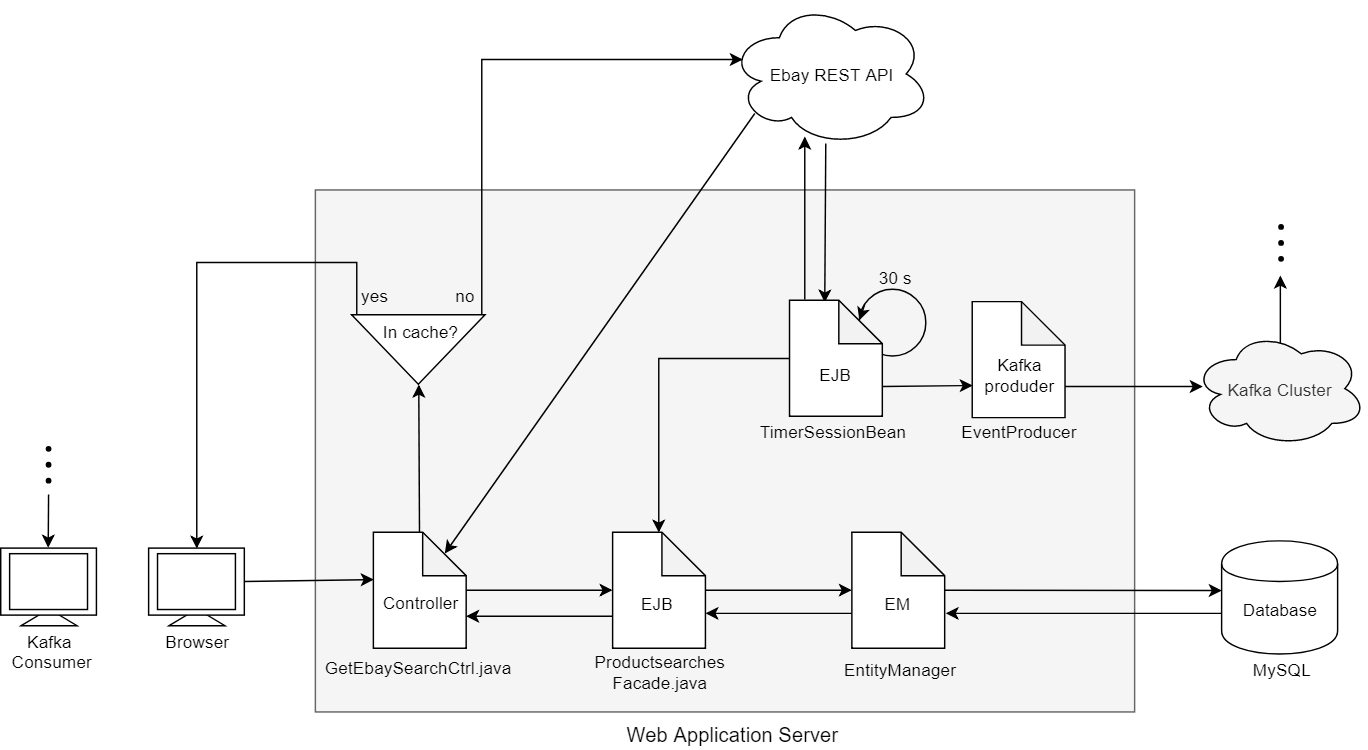 Ebay REST API
30 s
yes
no
In cache?
EJB
Kafka
produder
Kafka Cluster
TimerSessionBean
EventProducer
Controller
EJB
EM
Database
Kafka
Consumer
Browser
GetEbaySearchCtrl.java
Productsearches
Facade.java
EntityManager
MySQL
Web Application Server